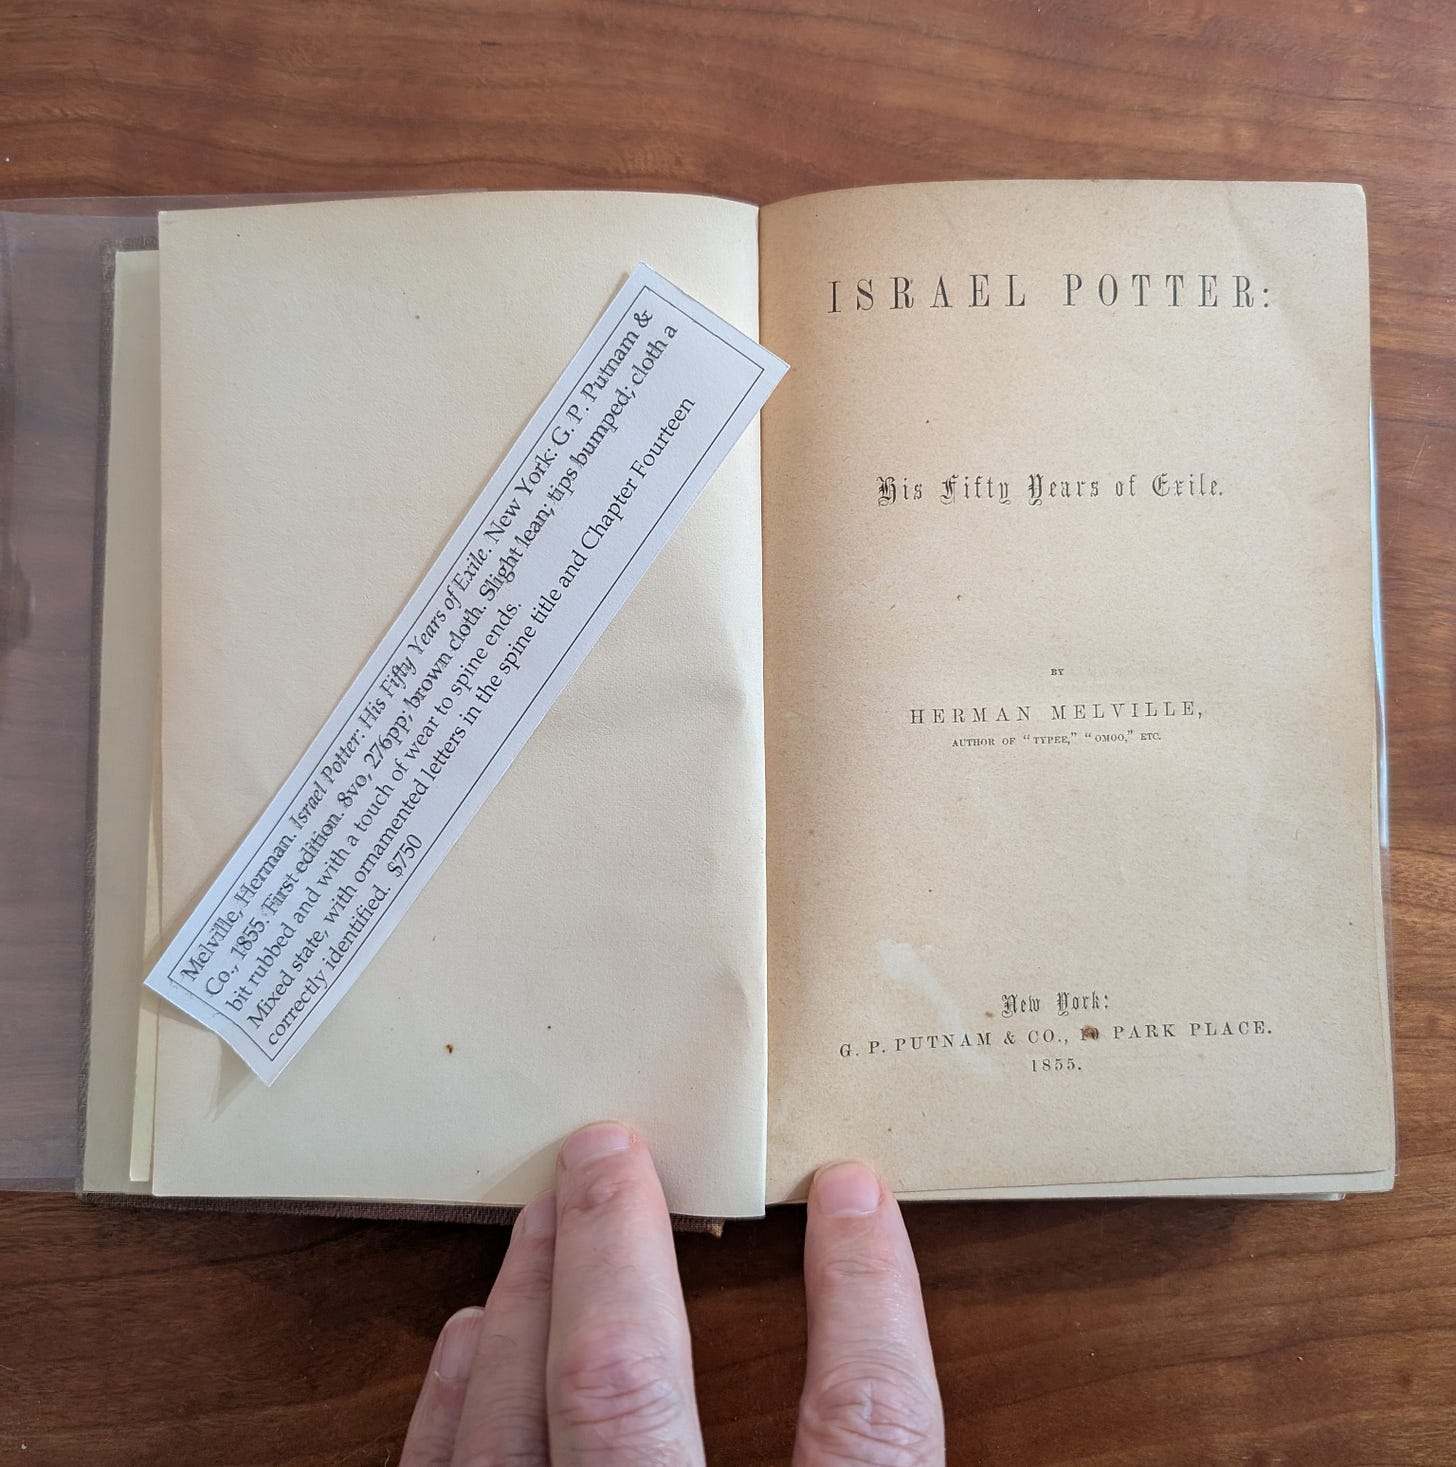 Melville, Herman. Israel Potter: His Fifty Years of Exile. New York: G. P. Putnam &
Co., 1855. First edition. 8vo, 276pp; brown cloth. Slight lean; tips bumped; cloth a
bit rubbed and with a touch of wear to spine ends.
Mixed state, with ornamented letters in the spine title and Chapter Fourteen
correctly identified. $750
ISRAEL POTTER:
His Fifty Years of Exile.
BY
HERMAN MELVILLE,
AUTHOR OF “TYPEE,” “OMOO,” ETC.
New York:
G. P. PUTNAM & CO., 10 PARK PLACE.
1855.